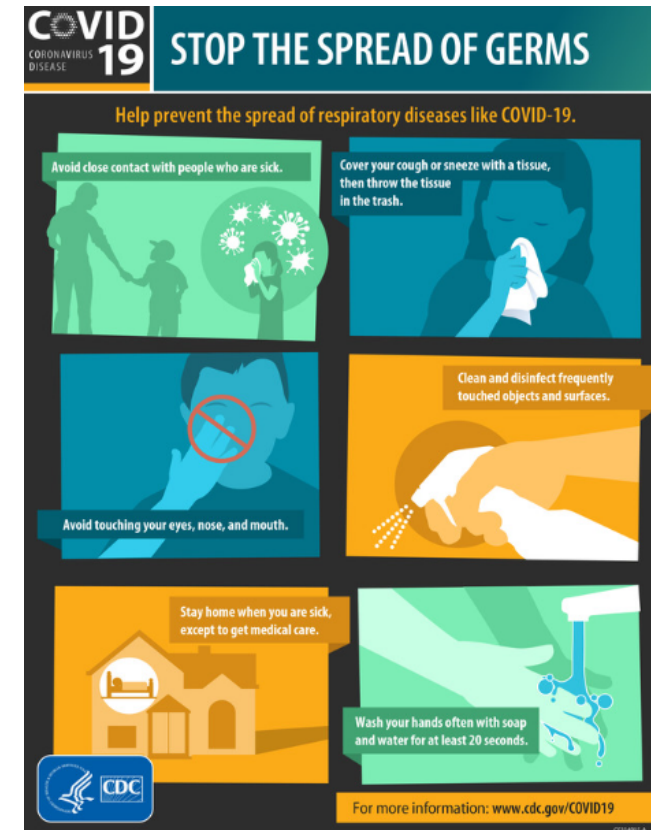 COVID
CORONAVIRUS
DISEASE
19
STOP THE SPREAD OF GERMS
Help prevent the spread of respiratory diseases like COVID-19.
Avoid close contact with people who are sick.
Cover your cough or sneeze with a tissue,
then throw the tissue
in the trash.
Avoid touching your eyes, nose, and mouth.
Clean and disinfect frequently
touched objects and surfaces.
Stay home when you are sick,
except to get medical care.
Wash your hands often with soap
and water for at least 20 seconds.
CDC
For more information: www.cdc.gov/COVID19